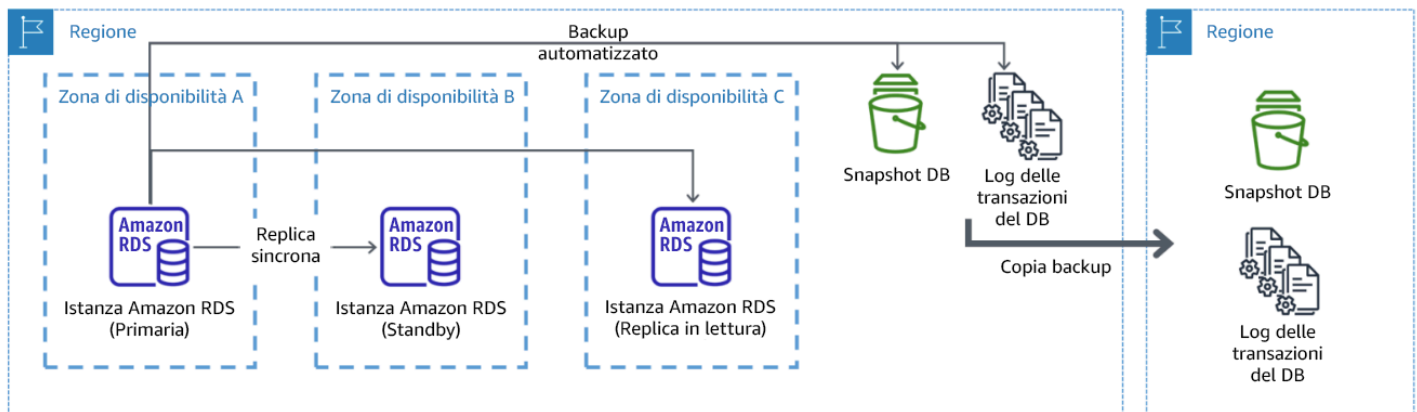 Regione
Backup
automatizzato
Regione
Zona di disponibilità A
Zona di disponibilità B
Zona di disponibilità C
Snapshot DB
Log delle
transazioni
del DB
Snapshot DB
Amazon
RDS
Replica
sincrona
Amazon
RDS
Amazon
RDS
Copia backup
Istanza Amazon RDS
(Primaria)
Istanza Amazon RDS
(Standby)
Istanza Amazon RDS
(Replica in lettura)
Log delle
transazioni
del DB